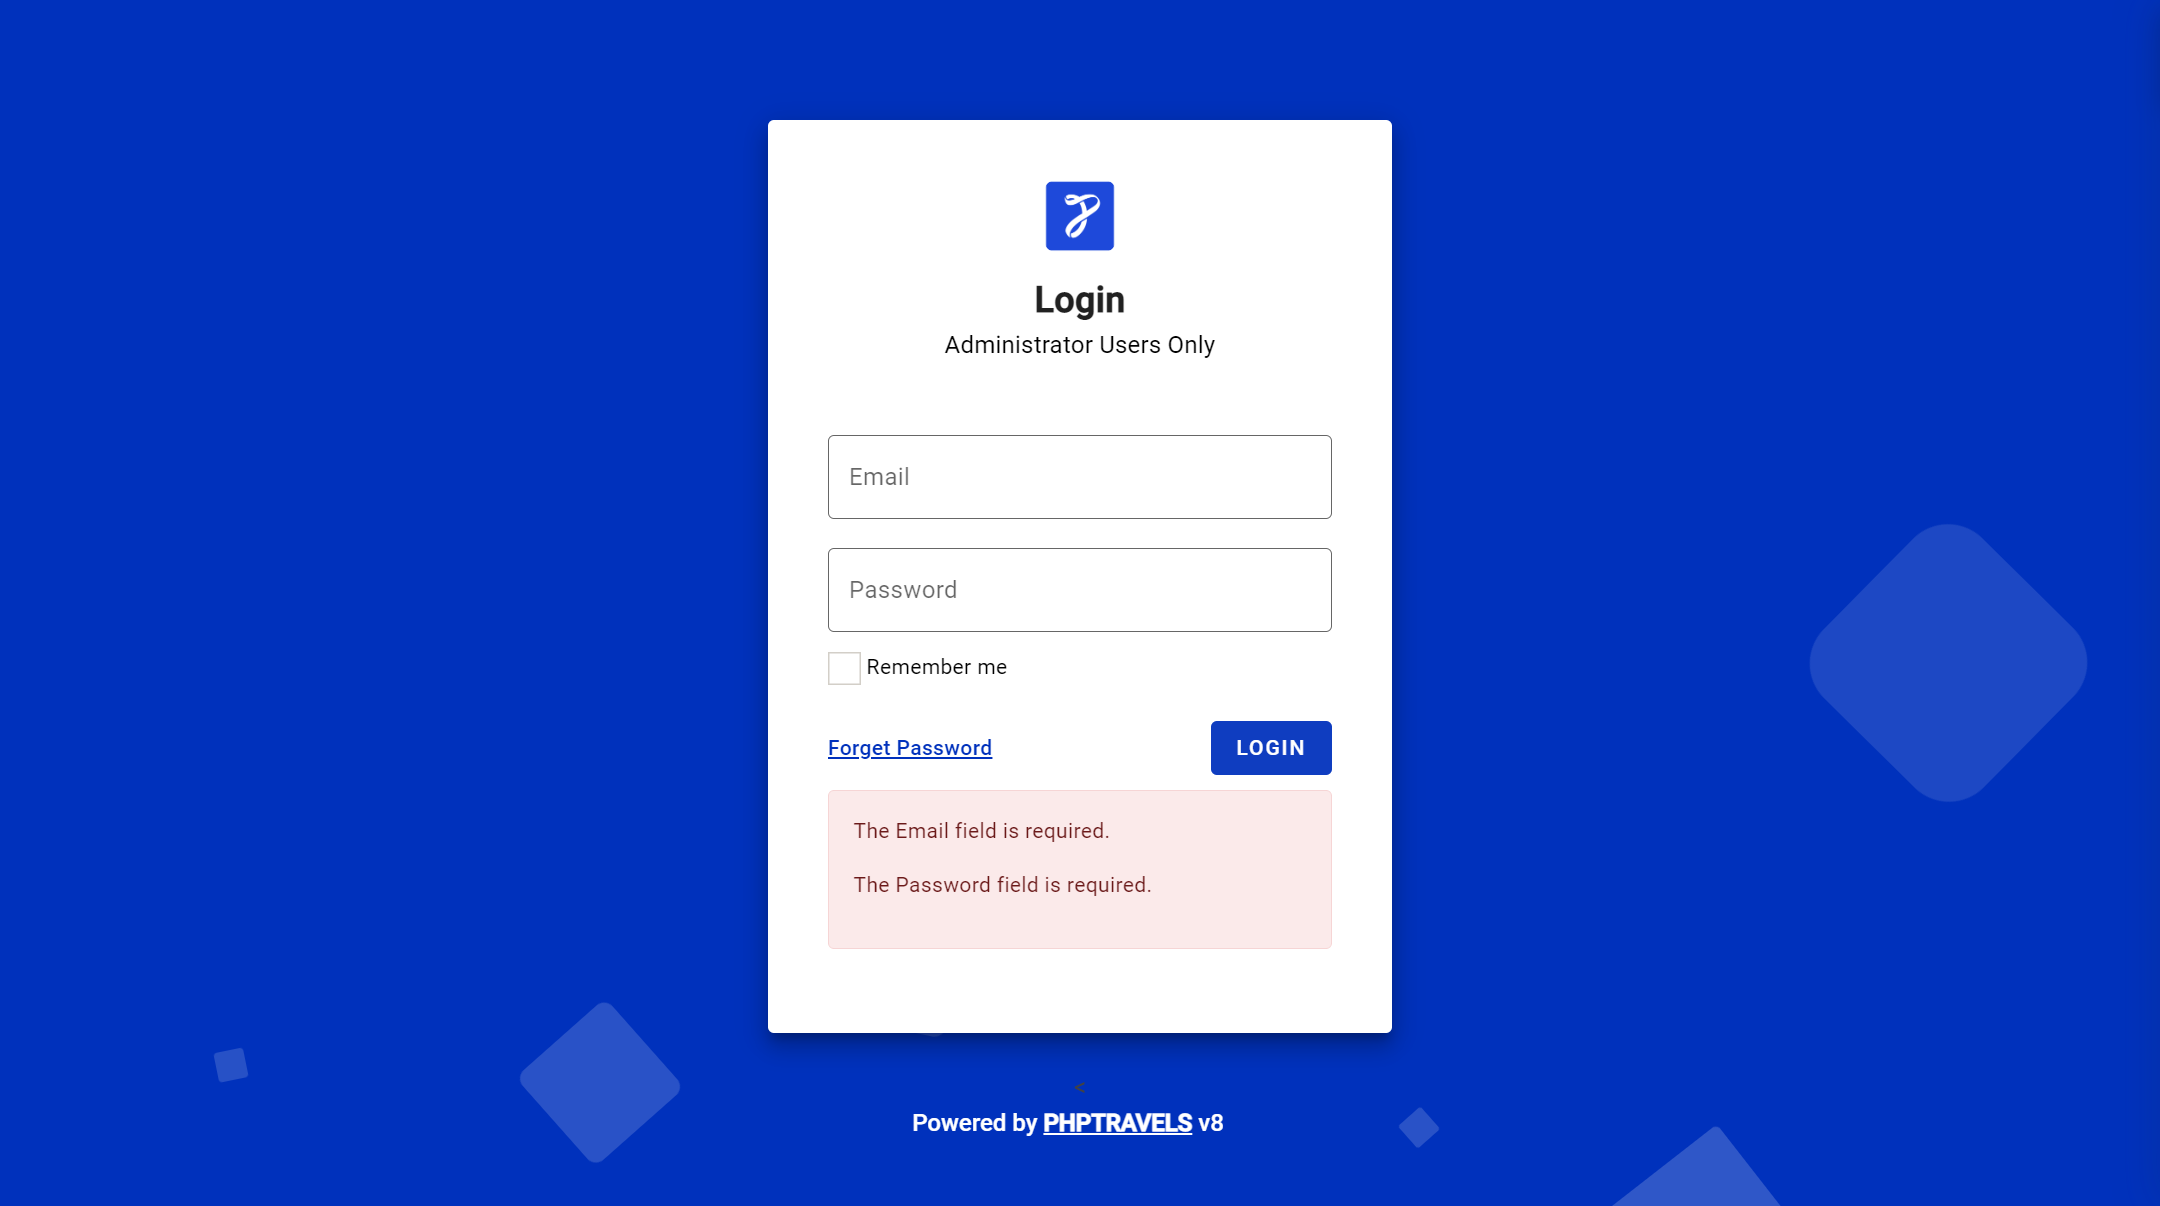 Login
Administrator Users Only
Email
Password
Remember me
Forget Password
LOGIN
The Email field is required.
The Password field is required.
<
Powered by PHPTRAVELS v8